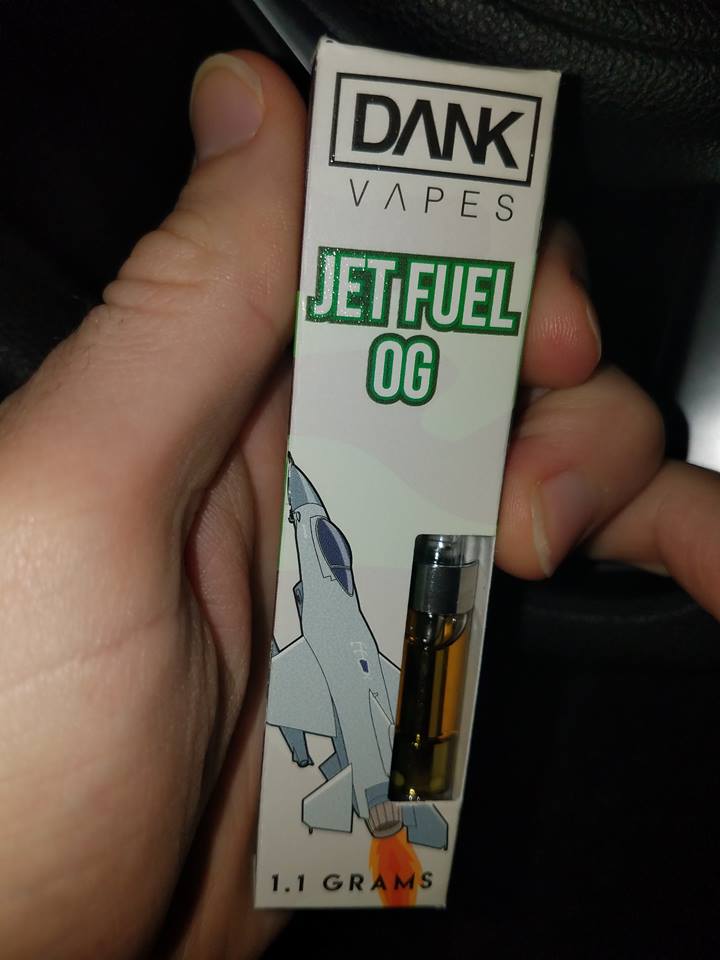 DANK
VAPES
JET FUEL
OG
1.1 GRAMS